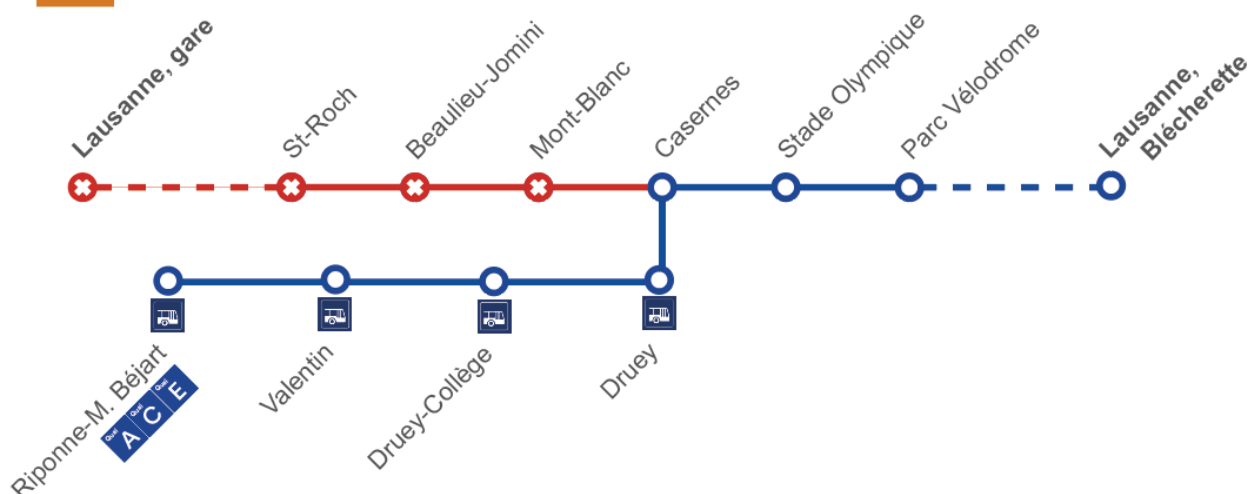 Lausanne, gare
St-Roch
Beaulieu-Jomini
Mont-Blanc
Casernes
Stade Olympique
Parc Vélodrome
Lausanne,
Blécherette
Riponne-M. Béjart
Quai A
Quai C
Quai E
Valentin
Druey-Collège
Druey